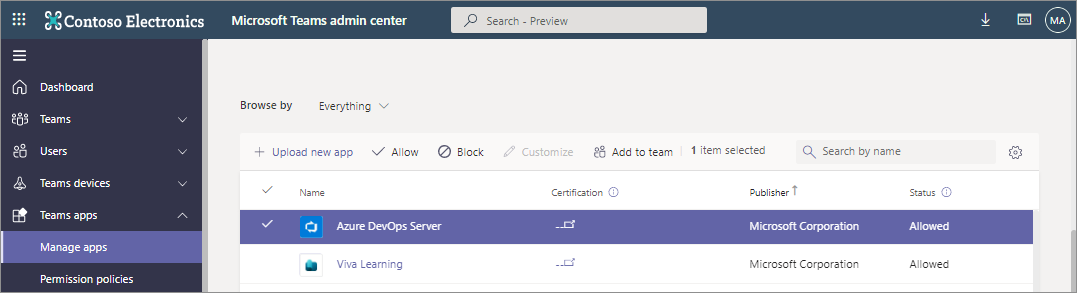 Contoso Electronics Microsoft Teams admin center Search - Preview MA
Dashboard
Browse by Everything
Teams
Users
+ Upload new app Allow Block Customize Add to team 1 item selected Search by name
Teams devices
Name Certification Publisher ↑ Status
Teams apps
Azure DevOps Server -- Microsoft Corporation Allowed
Manage apps
Viva Learning -- Microsoft Corporation Allowed
Permission policies